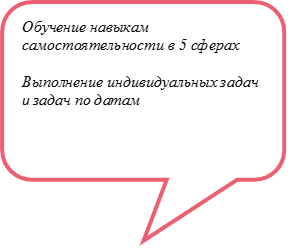 Обучение навыкам
самостоятельности в 5 сферах
Выполнение индивидуальных задач
и задач по датам